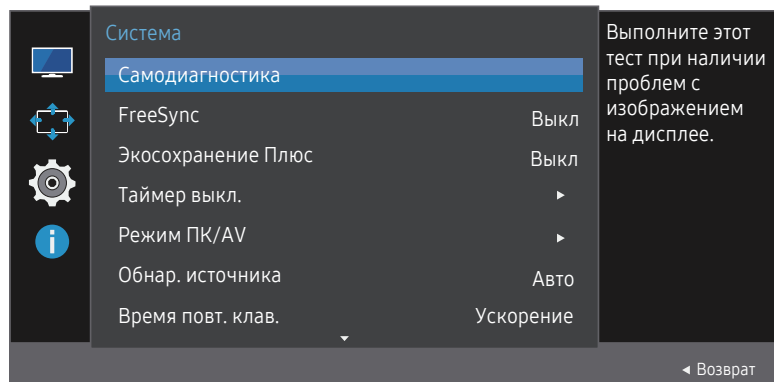 Система
Самодиагностика
FreeSync Выкл
Экосохранение Плюс Выкл
Таймер выкл.
Режим ПК/AV
Обнар. источника Авто
Время повт. клав. Ускорение
Выполните этот
тест при наличии
проблем с
изображением
на дисплее.
Возврат